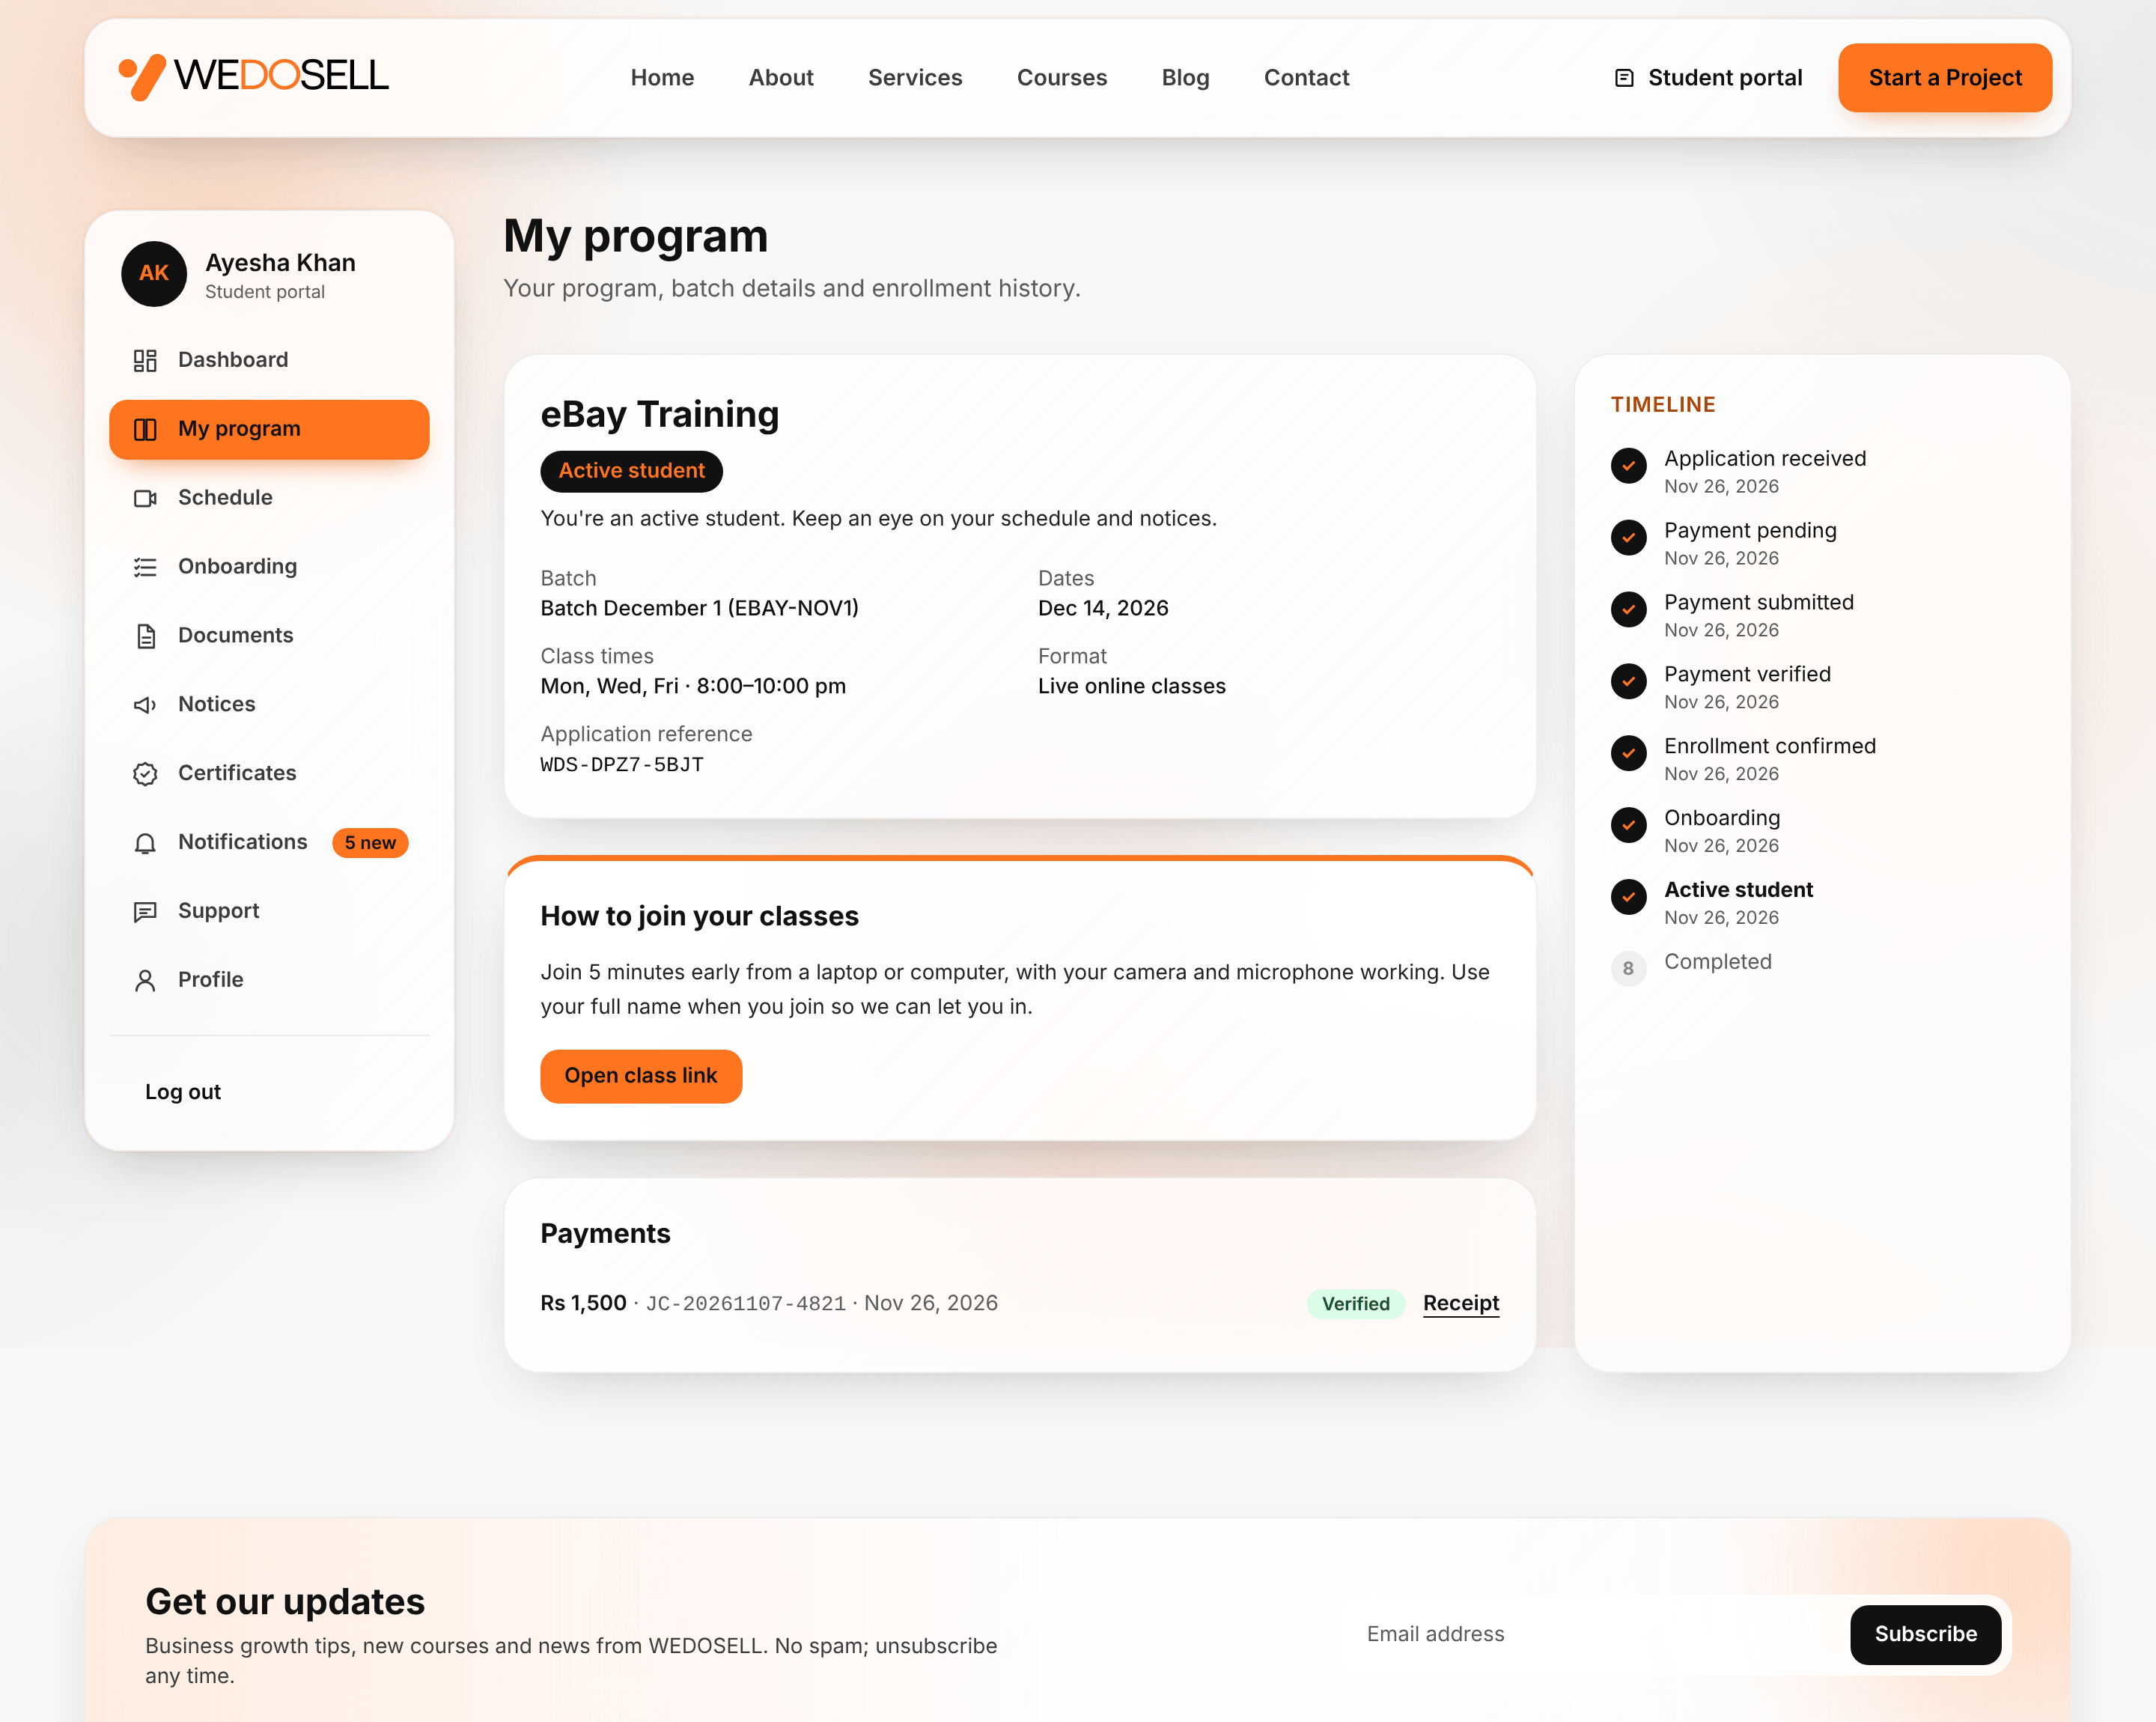 WEDOSELL
Home
About
Services
Courses
Blog
Contact
Student portal
Start a Project
AK
Ayesha Khan
Student portal
Dashboard
My program
Schedule
Onboarding
Documents
Notices
Certificates
Notifications 5 new
Support
Profile
Log out
My program
Your program, batch details and enrollment history.
eBay Training
Active student
You're an active student. Keep an eye on your schedule and notices.
Batch
Batch December 1 (EBAY-NOV1)
Dates
Dec 14, 2026
Class times
Mon, Wed, Fri · 8:00–10:00 pm
Format
Live online classes
Application reference
WDS-DPZ7-5BJT
How to join your classes
Join 5 minutes early from a laptop or computer, with your camera and microphone working. Use
your full name when you join so we can let you in.
Open class link
Payments
Rs 1,500 · JC-20261107-4821 · Nov 26, 2026
Verified
Receipt
TIMELINE
Application received
Nov 26, 2026
Payment pending
Nov 26, 2026
Payment submitted
Nov 26, 2026
Payment verified
Nov 26, 2026
Enrollment confirmed
Nov 26, 2026
Onboarding
Nov 26, 2026
Active student
Nov 26, 2026
8 Completed
Get our updates
Business growth tips, new courses and news from WEDOSELL. No spam; unsubscribe
any time.
Email address
Subscribe